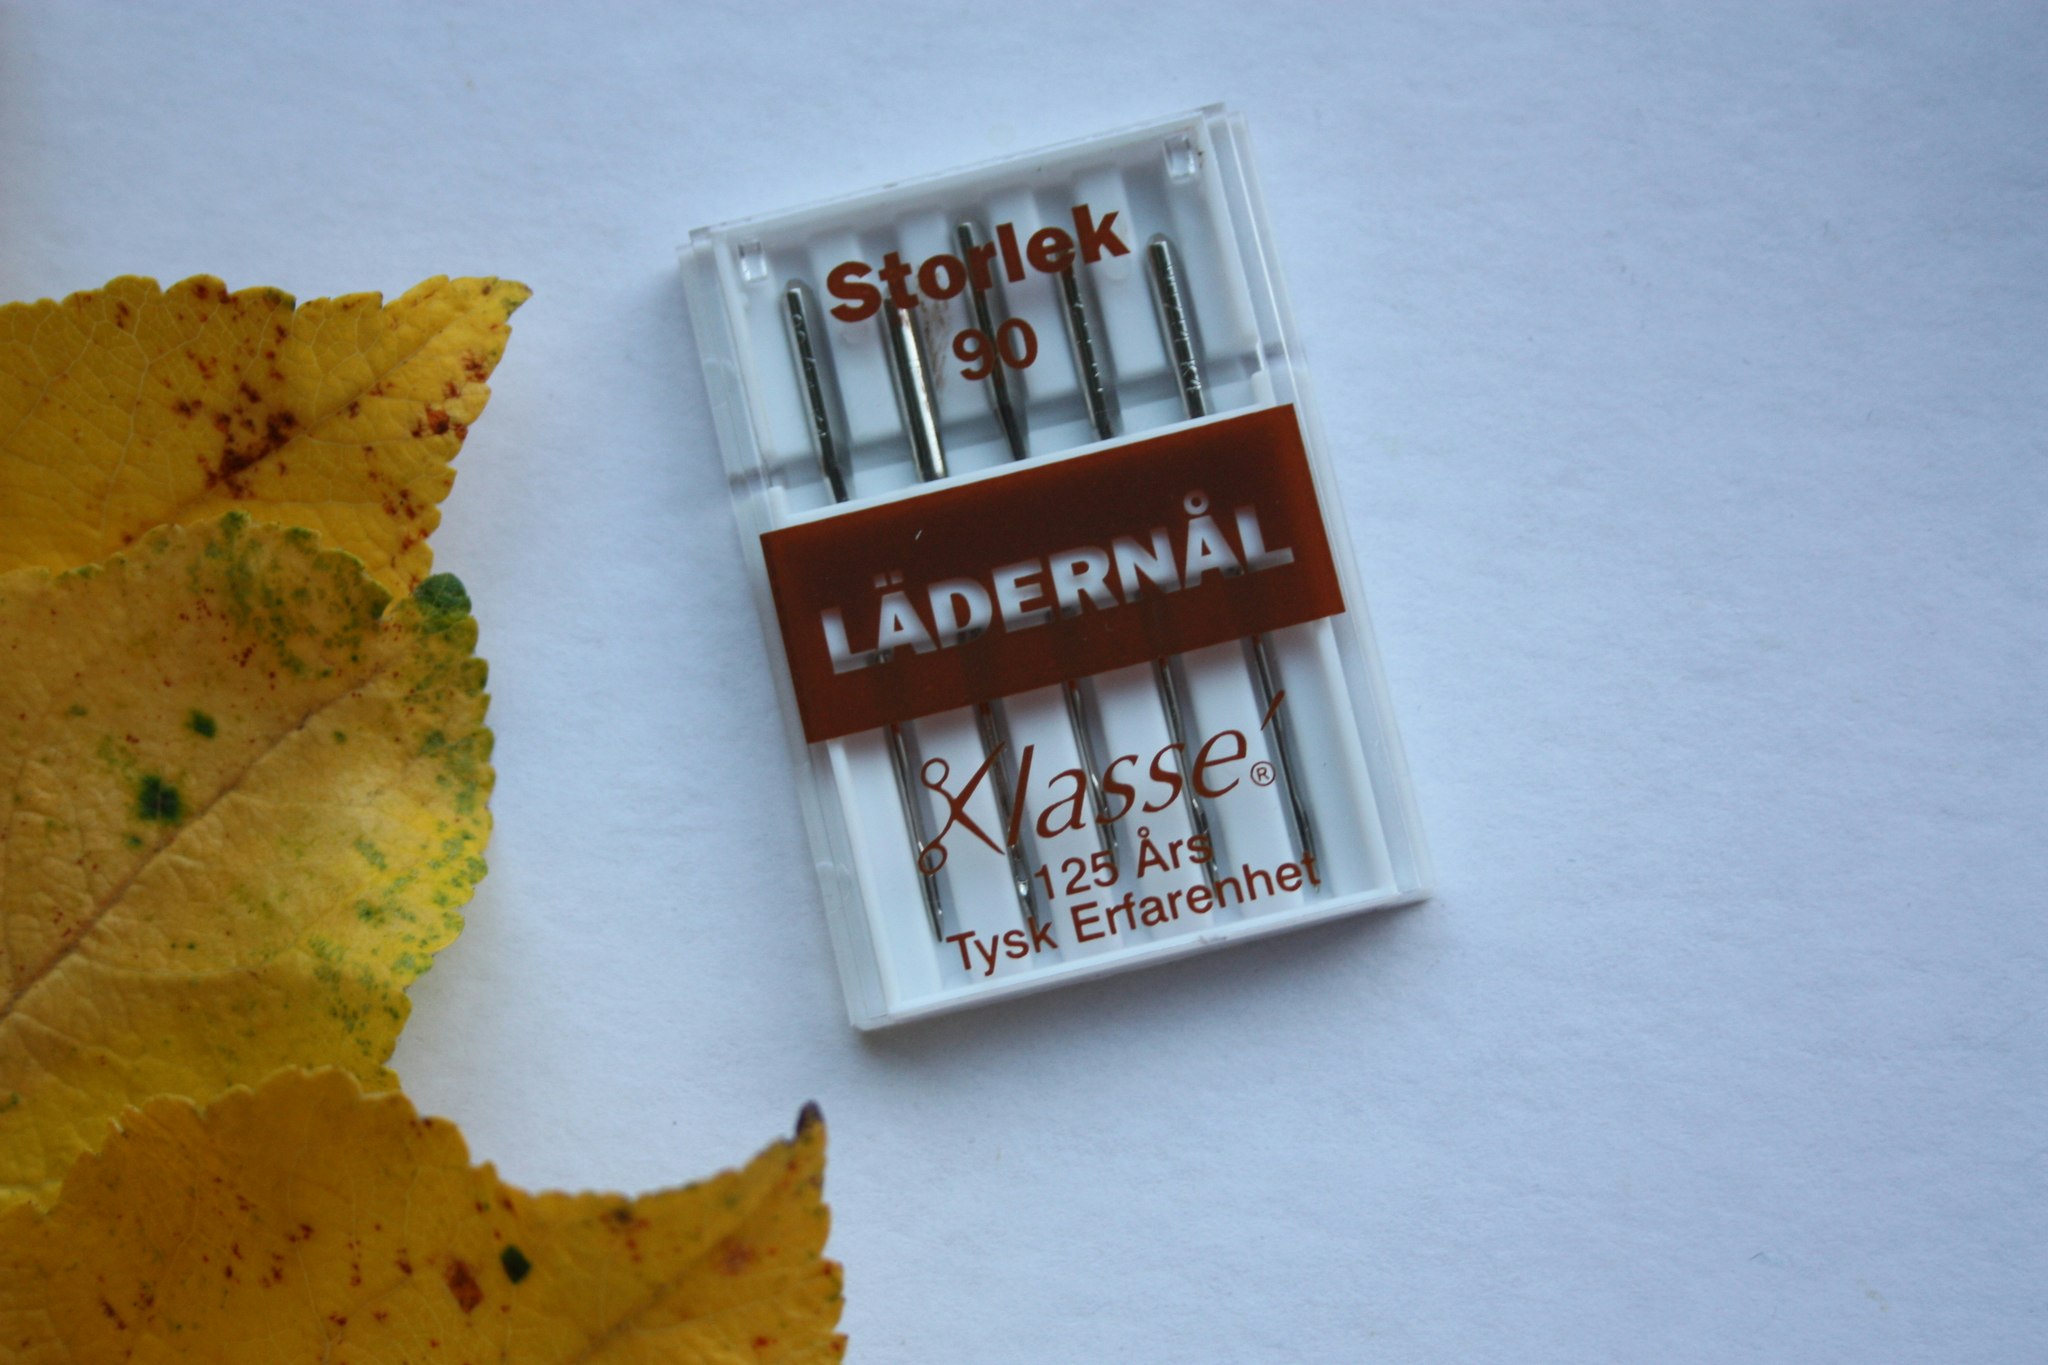 Storlek
90
LÄDERNÅL
Klasse´®
125 Års
Tysk Erfarenhet